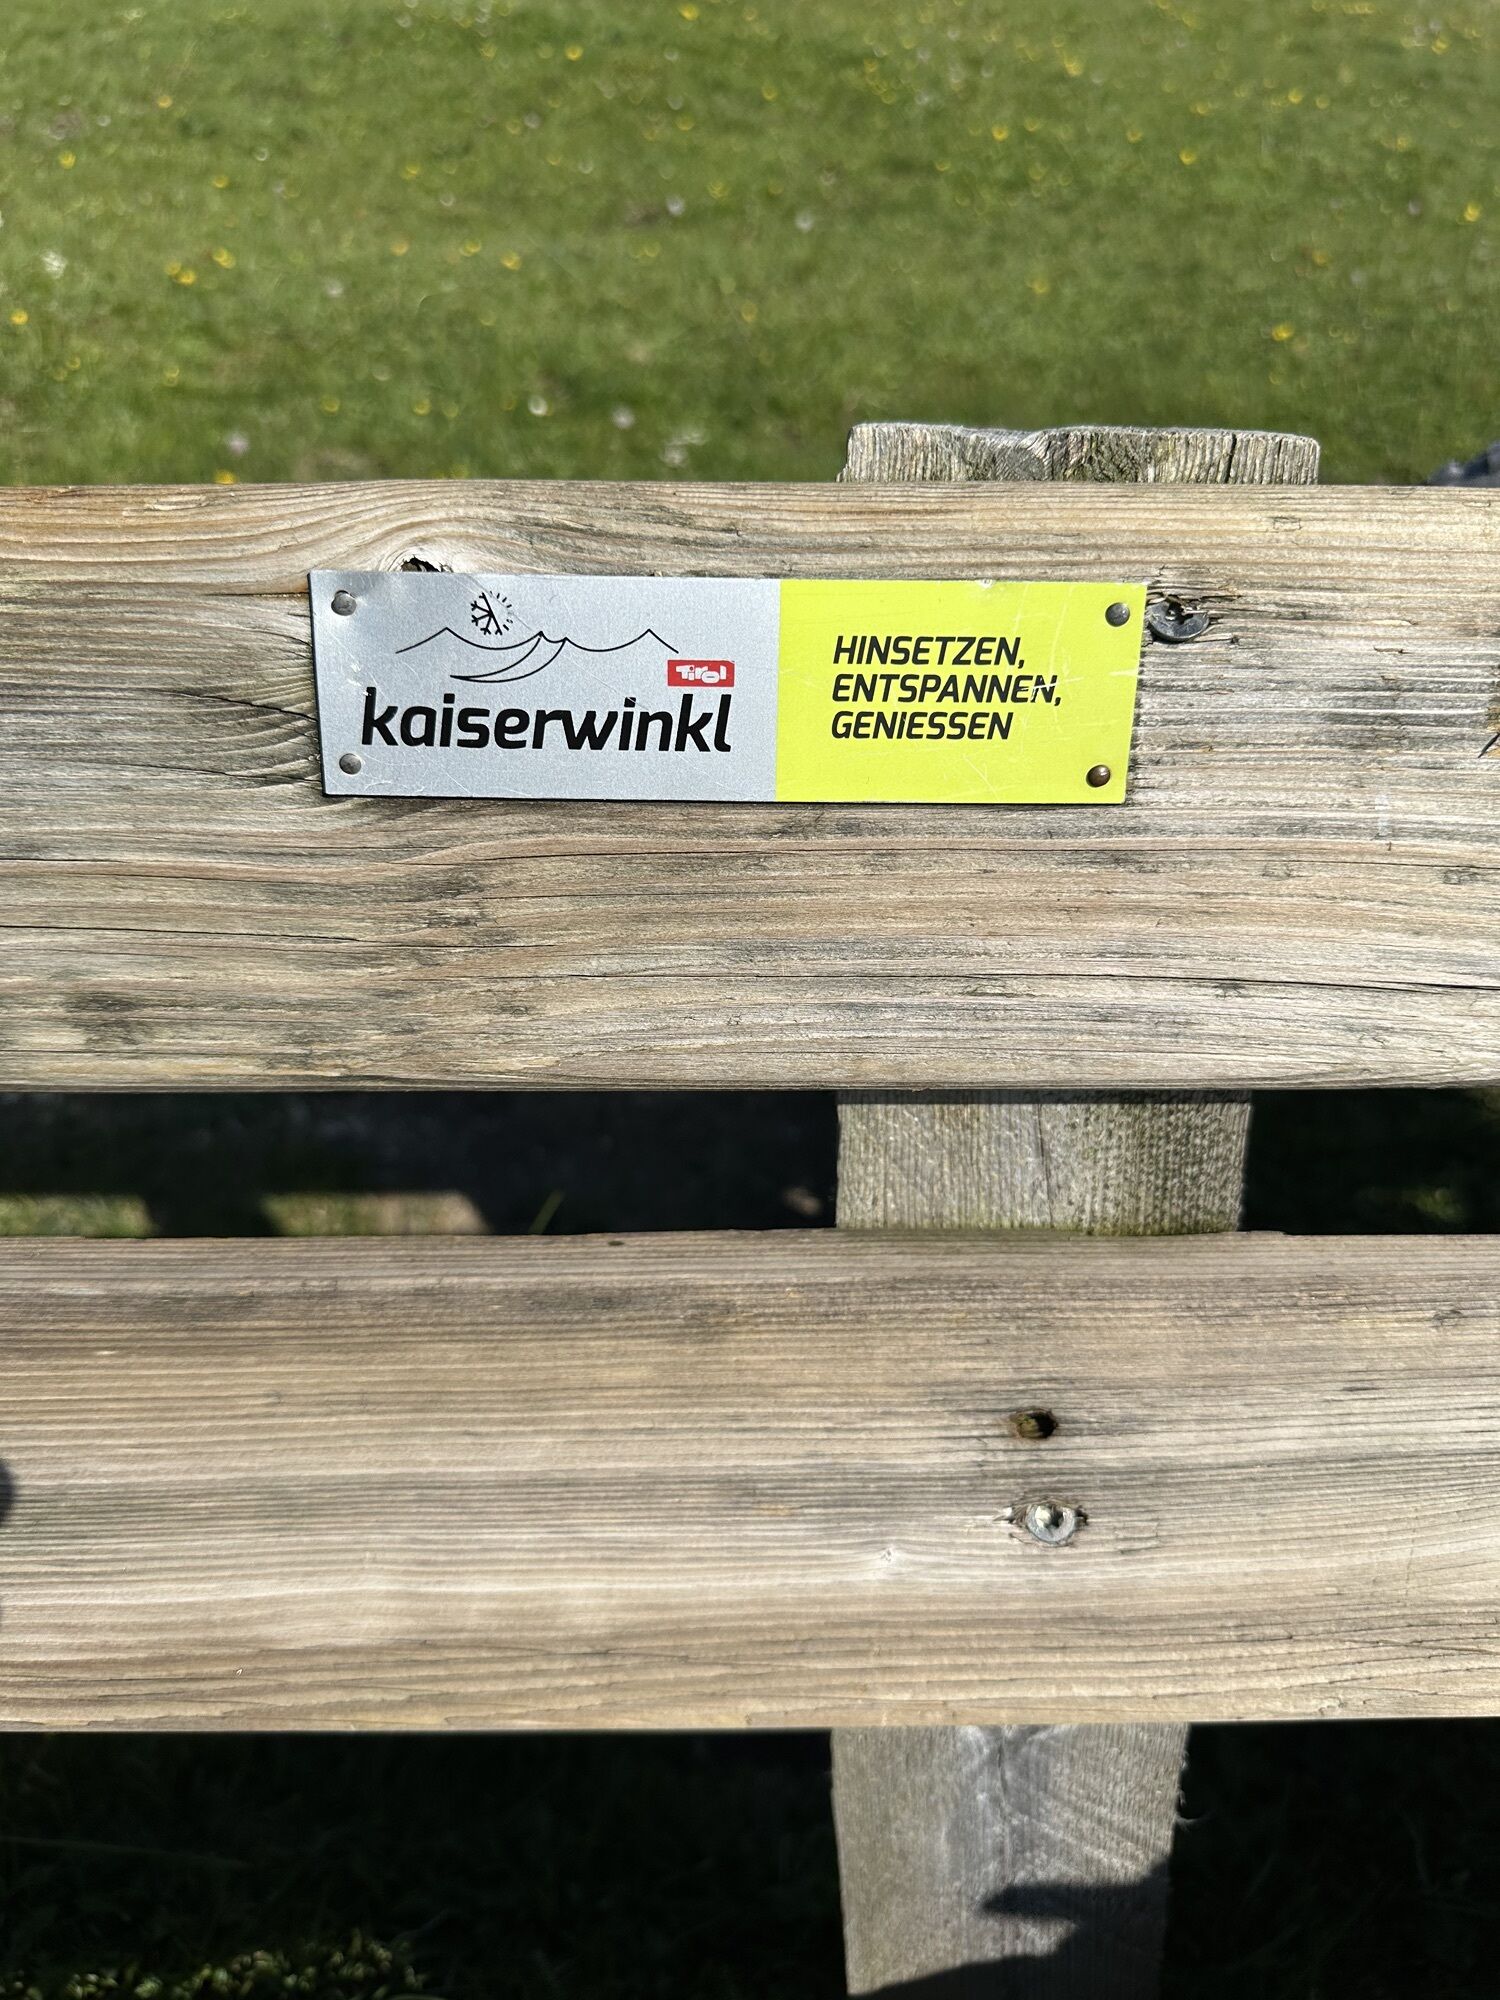 Tirol
kaiserwinkl
HINSETZEN,
ENTSPANNEN,
GENIESSEN